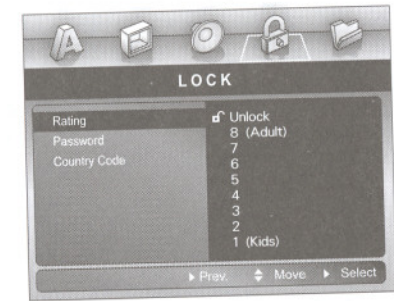 LOCK
Rating
Unlock
Password
8 (Adult)
Country Code
7
6
5
4
3
2
1 (Kids)
Prev. Move Select